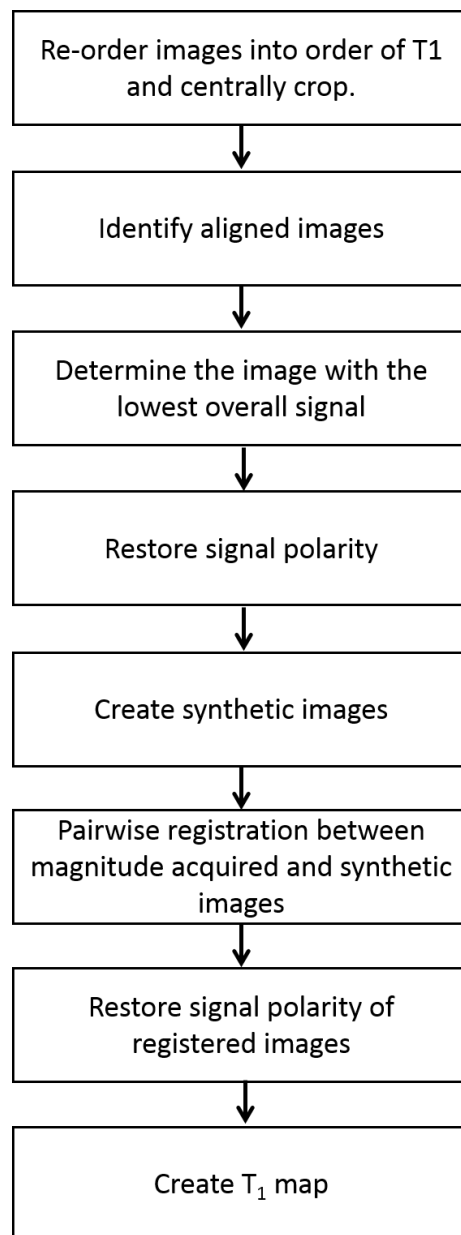 Re-order images into order of T1
and centrally crop.
Identify aligned images
Determine the image with the
lowest overall signal
Restore signal polarity
Create synthetic images
Pairwise registration between
magnitude acquired and synthetic
images
Restore signal polarity of
registered images
Create T₁ map